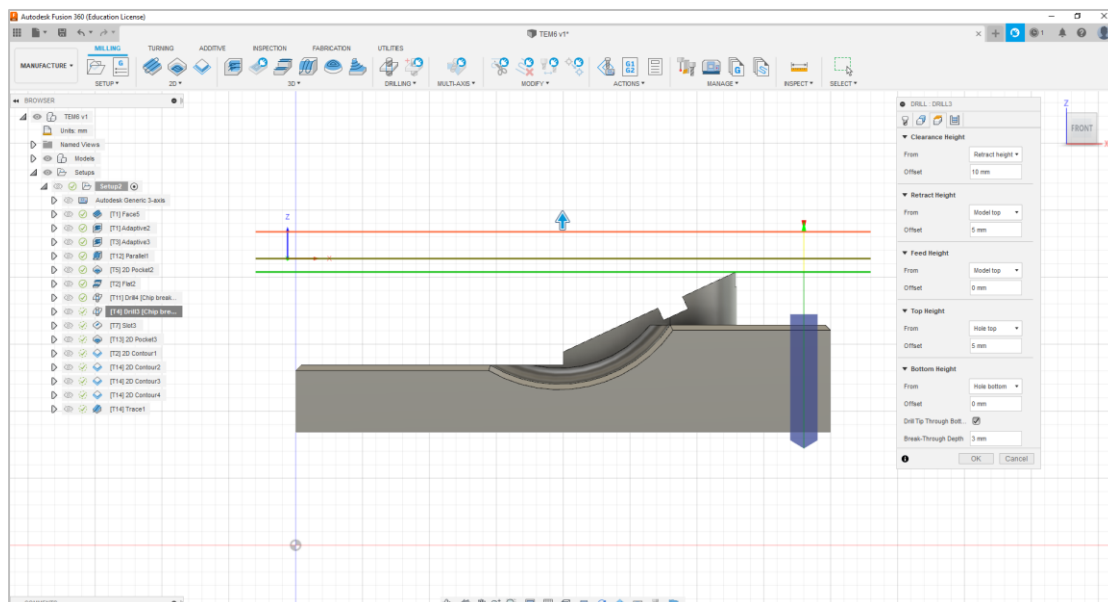 Autodesk Fusion 360 (Education License)
TEM6 v1*
1
MILLING TURNING ADDITIVE INSPECTION FABRICATION UTILITIES
MANUFACTURE
G1
G2
SETUP 2D 3D DRILLING MULTI-AXIS MODIFY ACTIONS MANAGE INSPECT SELECT
BROWSER
TEM6 v1
Units: mm
Named Views
Models
Setups
Setup2
Autodesk Generic 3-axis
[T1] Face5
[T1] Adaptive2
[T3] Adaptive3
[T12] Parallel1
[T5] 2D Pocket2
[T2] Flat2
[T11] Drill4 [Chip break...
[T4] Drill3 [Chip bre...
[T7] Slot3
[T13] 2D Pocket3
[T2] 2D Contour1
[T14] 2D Contour2
[T14] 2D Contour3
[T14] 2D Contour4
[T14] Trace1
Z
X
DRILL : DRILL3
Clearance Height
From Retract height
Offset 10 mm
Retract Height
From Model top
Offset 5 mm
Feed Height
From Model top
Offset 0 mm
Top Height
From Hole top
Offset 5 mm
Bottom Height
From Hole bottom
Offset 0 mm
Drill Tip Through Bott...
Break-Through Depth 3 mm
OK Cancel
Z
FRONT
X